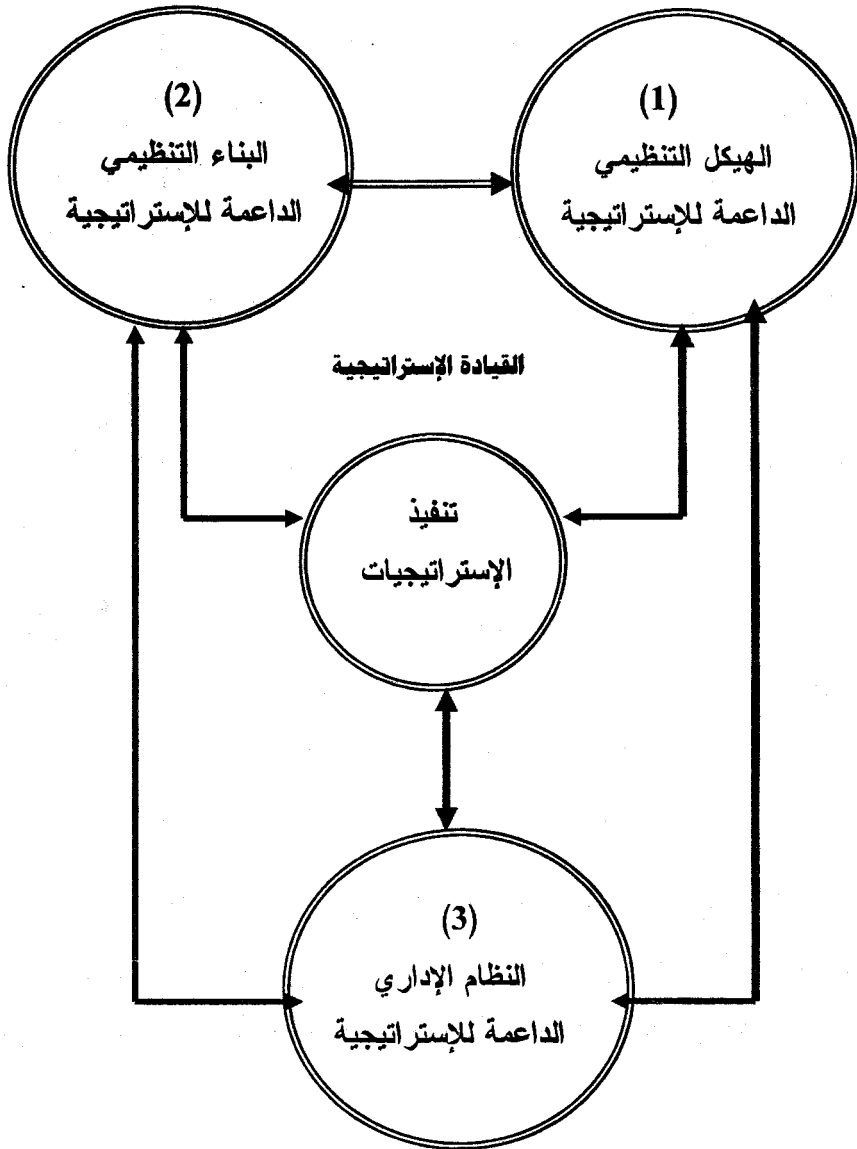 (1)
الهيكل التنظيمي
الداعمة للإستراتيجية
(2)
البناء التنظيمي
الداعمة للإستراتيجية
القيادة الإستراتيجية
تنفيذ
الإستراتيجيات
(3)
النظام الإداري
الداعمة للإستراتيجية